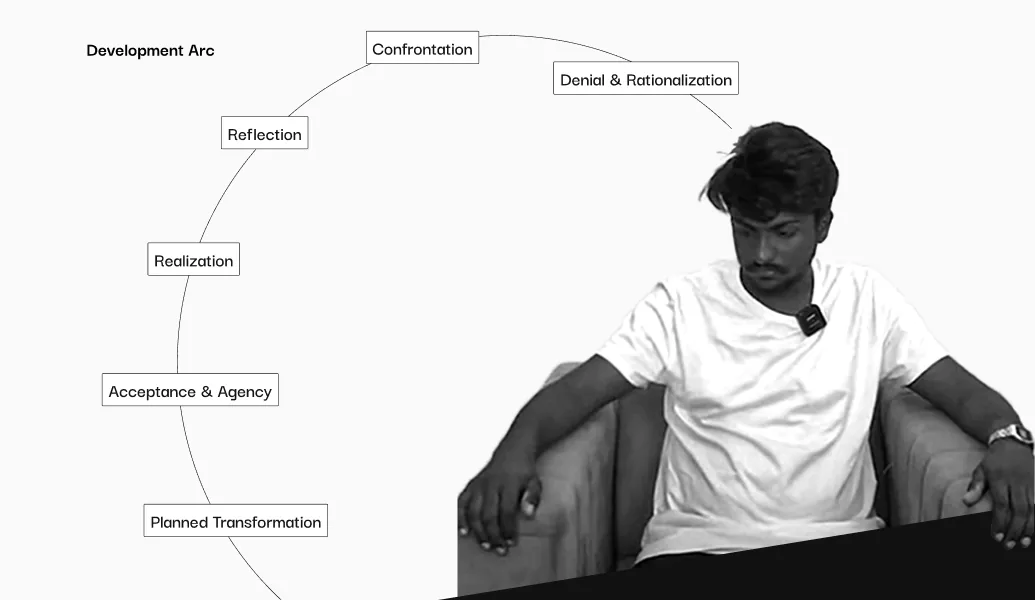 Development Arc
Confrontation
Denial & Rationalization
Reflection
Realization
Acceptance & Agency
Planned Transformation